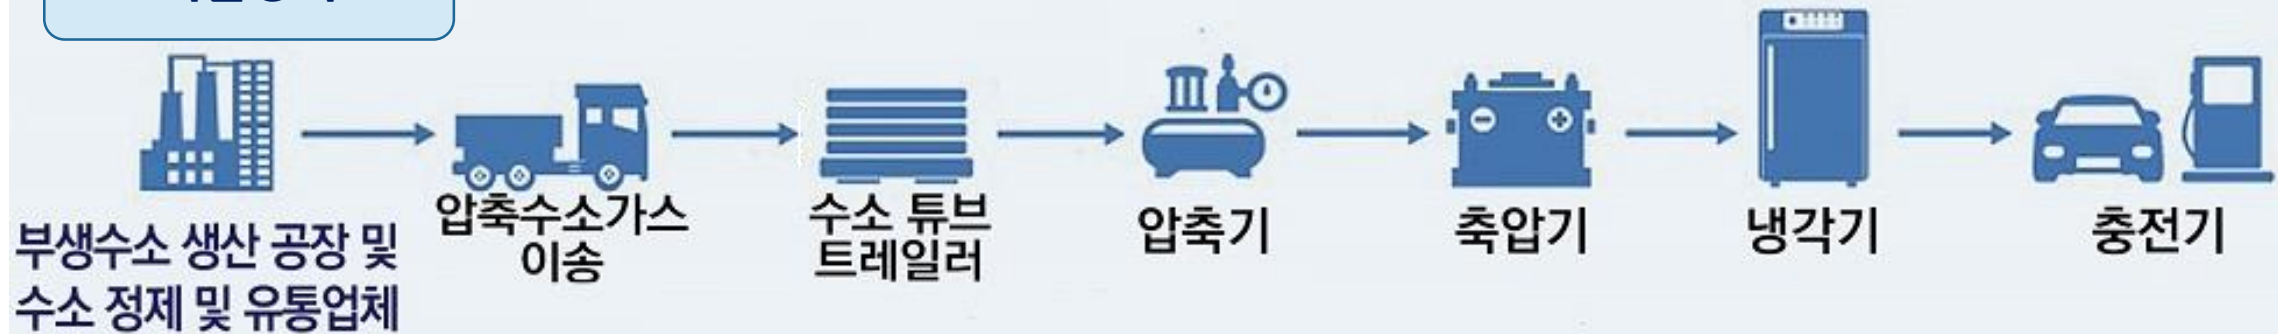 부생수소 생산 공장 및
수소 정제 및 유통업체
압축수소가스
이송
수소 튜브
트레일러
압축기
축압기
냉각기
충전기